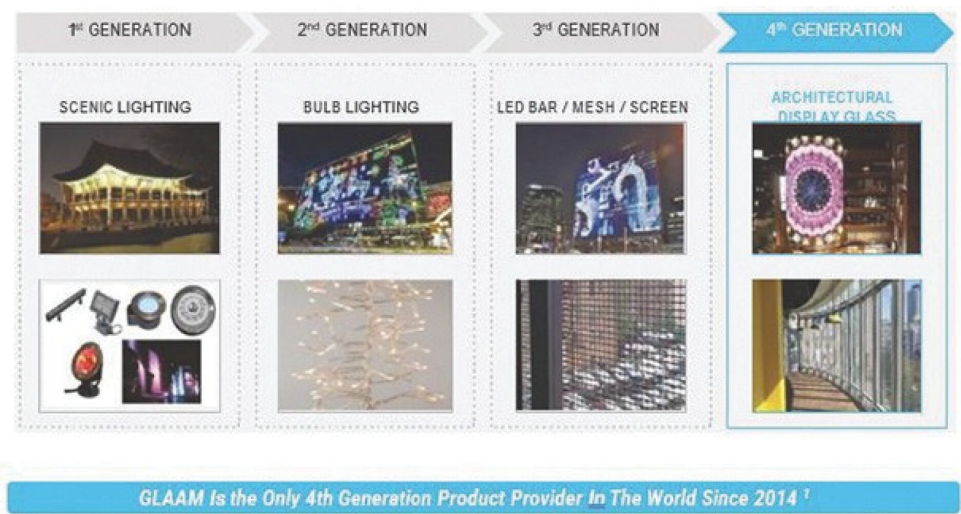 1st GENERATION
2nd GENERATION
3rd GENERATION
4th GENERATION
SCENIC LIGHTING
BULB LIGHTING
LED BAR / MESH / SCREEN
ARCHITECTURAL
DISPLAY GLASS
GLAAM Is the Only 4th Generation Product Provider In The World Since 2014 1